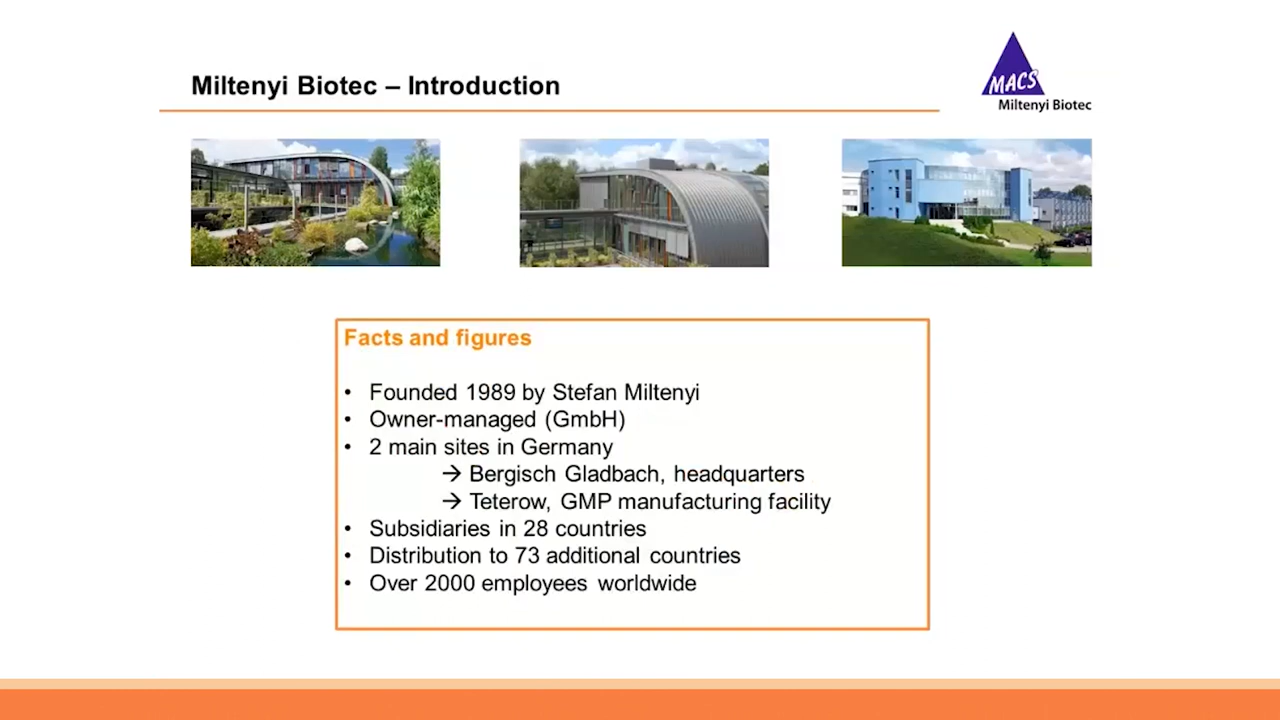 Miltenyi Biotec – Introduction
MACS
Miltenyi Biotec
Facts and figures
• Founded 1989 by Stefan Miltenyi
• Owner-managed (GmbH)
• 2 main sites in Germany
→ Bergisch Gladbach, headquarters
→ Teterow, GMP manufacturing facility
• Subsidiaries in 28 countries
• Distribution to 73 additional countries
• Over 2000 employees worldwide